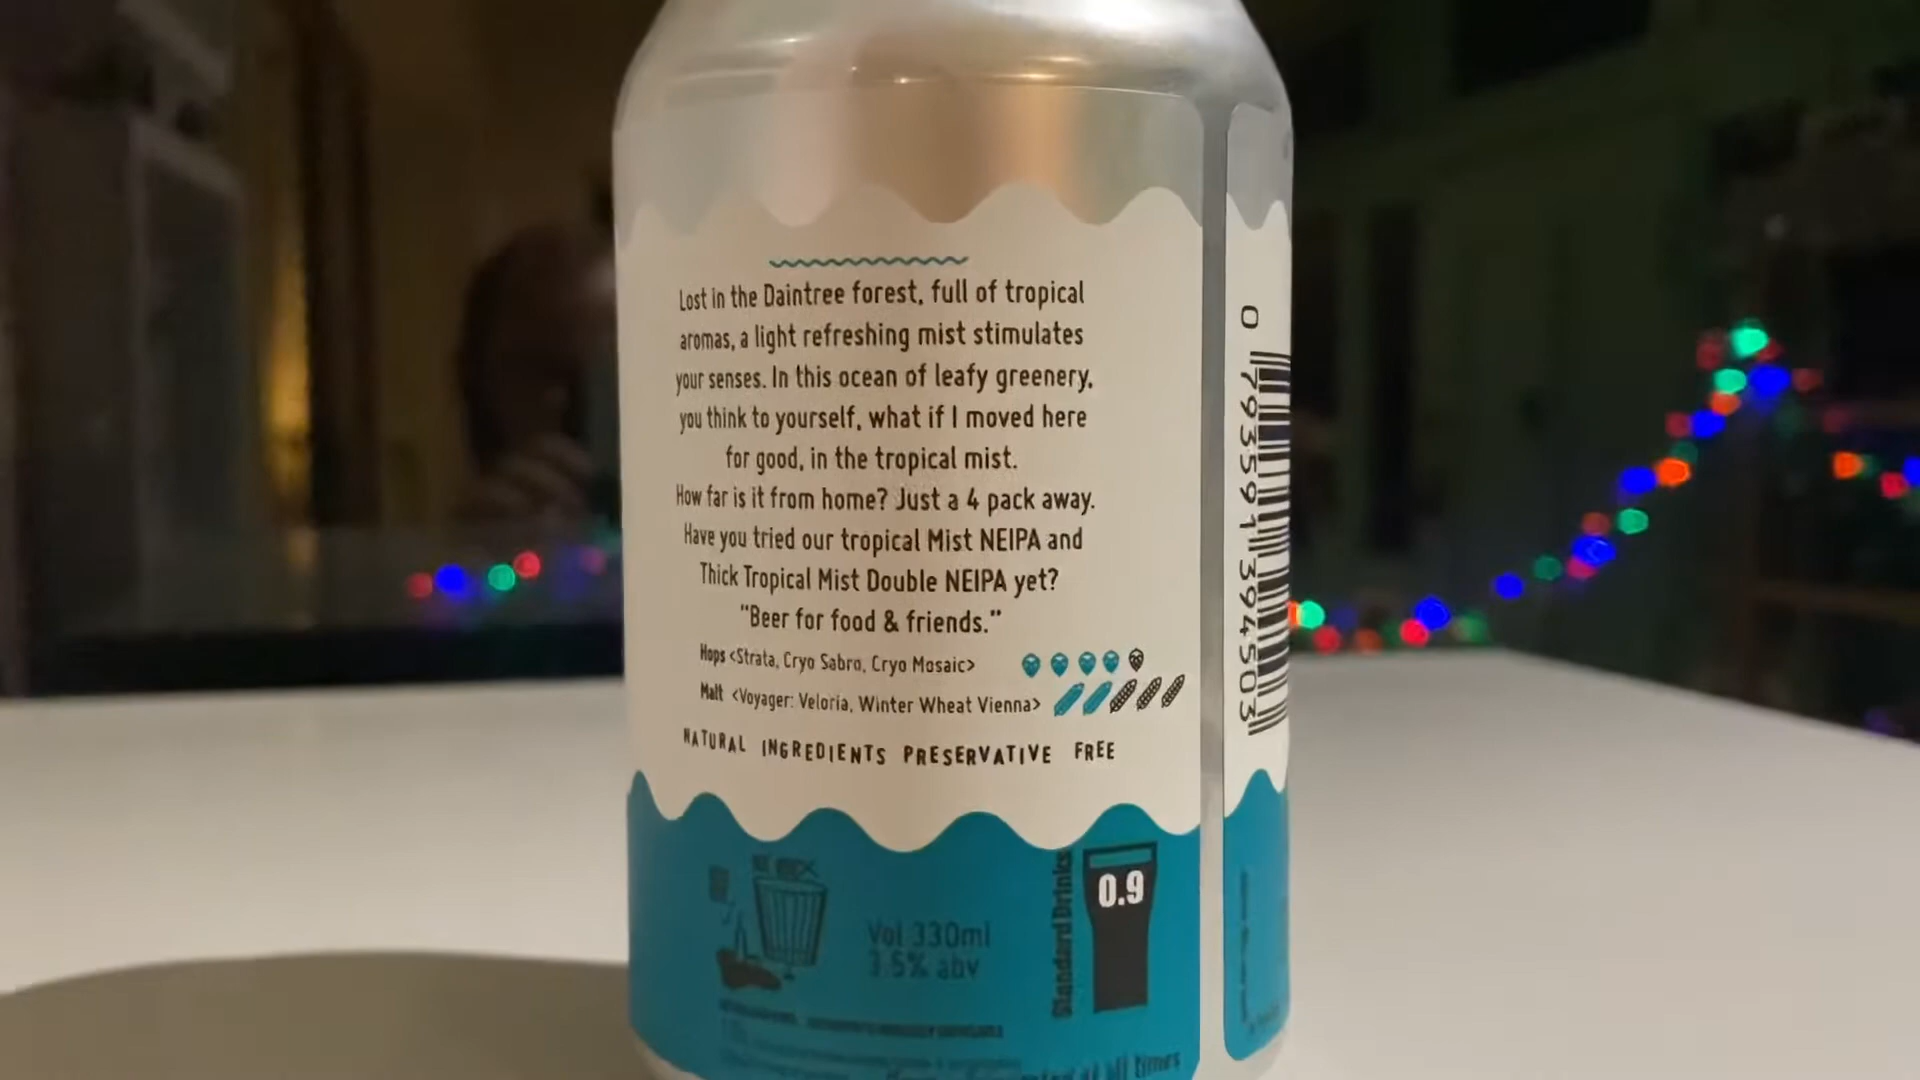 Lost in the Daintree forest, full of tropical
aromas, a light refreshing mist stimulates
your senses. In this ocean of leafy greenery,
you think to yourself, what if I moved here
for good, in the tropical mist.
How far is it from home? Just a 4 pack away.
Have you tried our tropical Mist NEIPA and
Thick Tropical Mist Double NEIPA yet?
"Beer for food & friends."
Hops <Strata, Cryo Sabro, Cryo Mosaic>
Malt <Voyager: Veloria, Winter Wheat Vienna>
NATURAL INGREDIENTS PRESERVATIVE FREE
Vol 330ml
3.5% abv
Standard Drinks
0.9
at all times
0 793591 394503